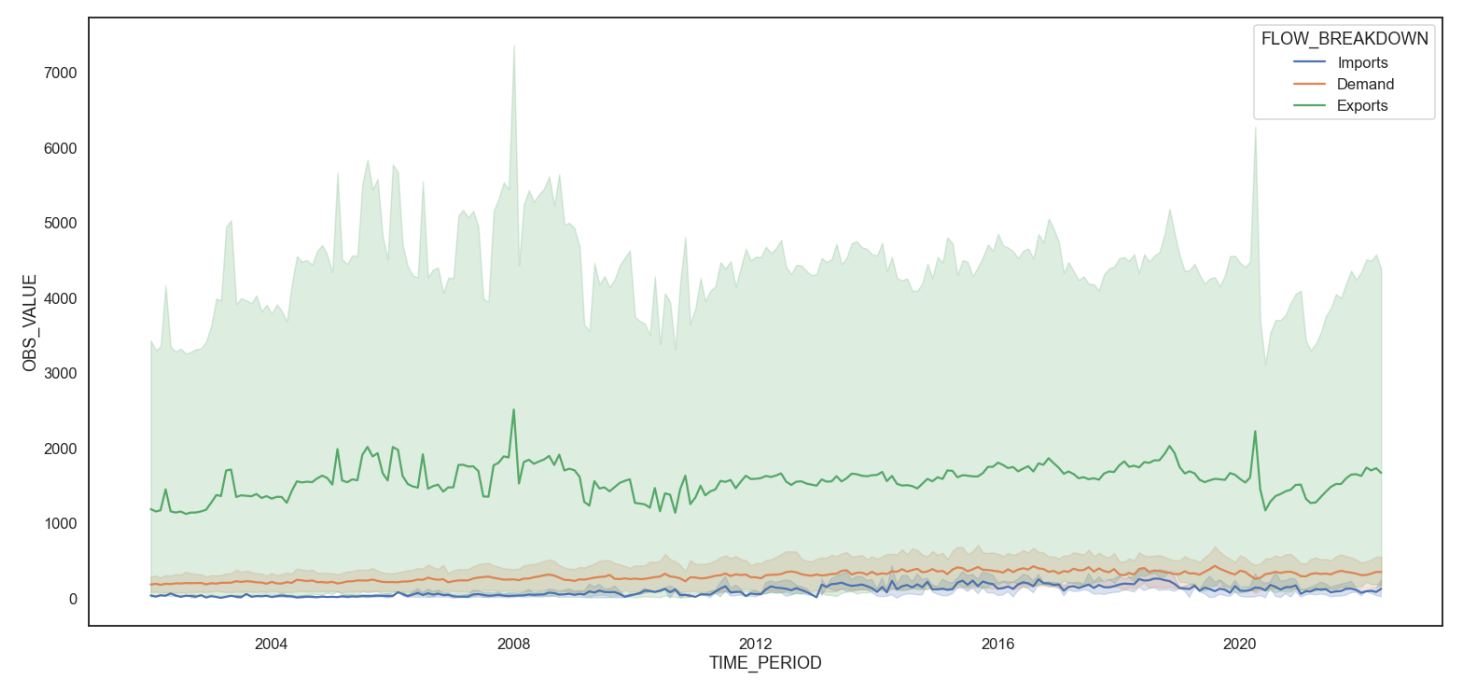 FLOW_BREAKDOWN
Imports
Demand
Exports
7000
6000
5000
4000
3000
2000
1000
0
OBS_VALUE
2004
2008
2012
2016
2020
TIME_PERIOD